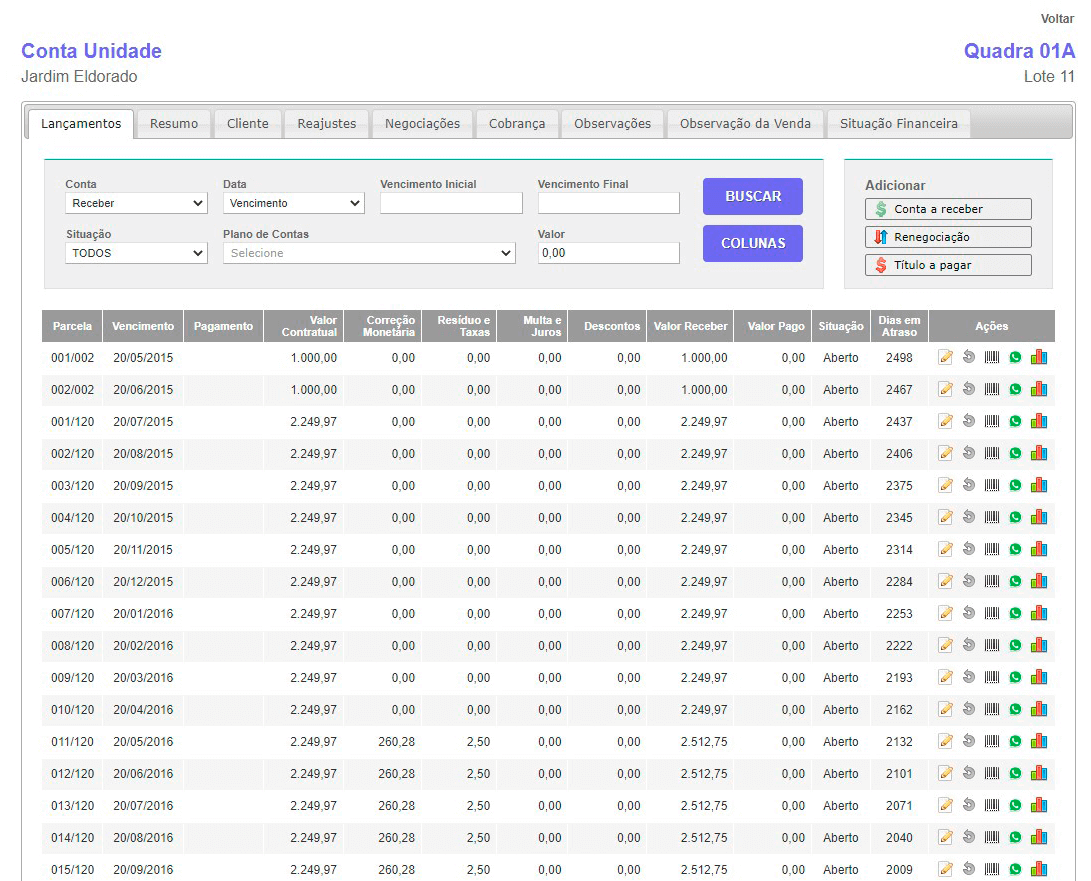 Voltar
Conta Unidade Quadra 01A
Jardim Eldorado Lote 11
Lançamentos Resumo Cliente Reajustes Negociações Cobrança Observações Observação da Venda Situação Financeira
Conta Data Vencimento Inicial Vencimento Final
Receber Vencimento BUSCAR
Situação Plano de Contas Valor
TODOS Selecione 0,00 COLUNAS
Adicionar
Conta a receber
Renegociação
Título a pagar
Parcela Vencimento Pagamento Valor Contratual Correção Monetária Resíduo e Taxas Multa e Juros Descontos Valor Receber Valor Pago Situação Dias em Atraso Ações
001/002 20/05/2015 1.000,00 0,00 0,00 0,00 0,00 1.000,00 0,00 Aberto 2498
002/002 20/06/2015 1.000,00 0,00 0,00 0,00 0,00 1.000,00 0,00 Aberto 2467
001/120 20/07/2015 2.249,97 0,00 0,00 0,00 0,00 2.249,97 0,00 Aberto 2437
002/120 20/08/2015 2.249,97 0,00 0,00 0,00 0,00 2.249,97 0,00 Aberto 2406
003/120 20/09/2015 2.249,97 0,00 0,00 0,00 0,00 2.249,97 0,00 Aberto 2375
004/120 20/10/2015 2.249,97 0,00 0,00 0,00 0,00 2.249,97 0,00 Aberto 2345
005/120 20/11/2015 2.249,97 0,00 0,00 0,00 0,00 2.249,97 0,00 Aberto 2314
006/120 20/12/2015 2.249,97 0,00 0,00 0,00 0,00 2.249,97 0,00 Aberto 2284
007/120 20/01/2016 2.249,97 0,00 0,00 0,00 0,00 2.249,97 0,00 Aberto 2253
008/120 20/02/2016 2.249,97 0,00 0,00 0,00 0,00 2.249,97 0,00 Aberto 2222
009/120 20/03/2016 2.249,97 0,00 0,00 0,00 0,00 2.249,97 0,00 Aberto 2193
010/120 20/04/2016 2.249,97 0,00 0,00 0,00 0,00 2.249,97 0,00 Aberto 2162
011/120 20/05/2016 2.249,97 260,28 2,50 0,00 0,00 2.512,75 0,00 Aberto 2132
012/120 20/06/2016 2.249,97 260,28 2,50 0,00 0,00 2.512,75 0,00 Aberto 2101
013/120 20/07/2016 2.249,97 260,28 2,50 0,00 0,00 2.512,75 0,00 Aberto 2071
014/120 20/08/2016 2.249,97 260,28 2,50 0,00 0,00 2.512,75 0,00 Aberto 2040
015/120 20/09/2016 2.249,97 260,28 2,50 0,00 0,00 2.512,75 0,00 Aberto 2009